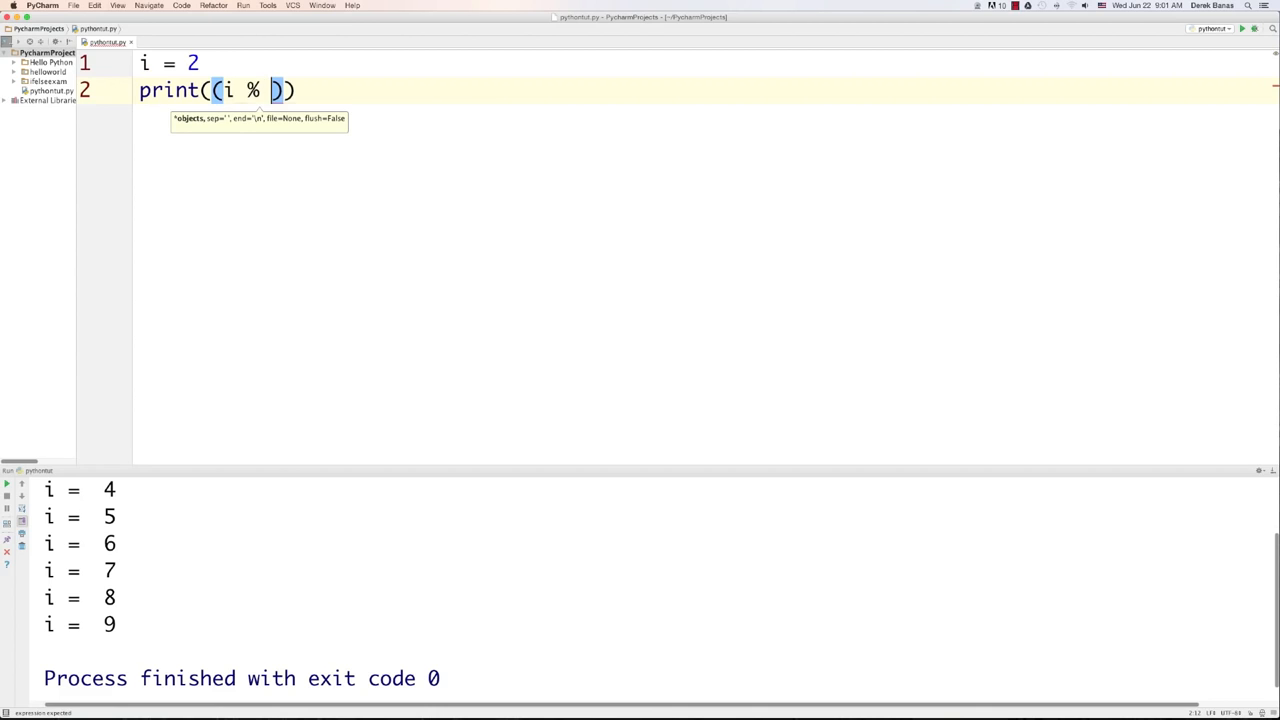 PyCharm File Edit View Navigate Code Refactor Run Tools VCS Window Help
10 Wed Jun 22 9:01 AM Derek Banas
pythontut.py - PycharmProjects - [~/PycharmProjects]
PycharmProjects pythontut.py
pythontut
pythontut.py
PycharmProject
Hello Python
helloworld
ifelseexam
pythontut.py
External Librarie
1 i = 2
2 print((i % ))
*objects, sep=' ', end='\n', file=None, flush=False
Run pythontut
i = 4
i = 5
i = 6
i = 7
i = 8
i = 9
Process finished with exit code 0
expression expected
2:12 LF÷ UTF-8÷